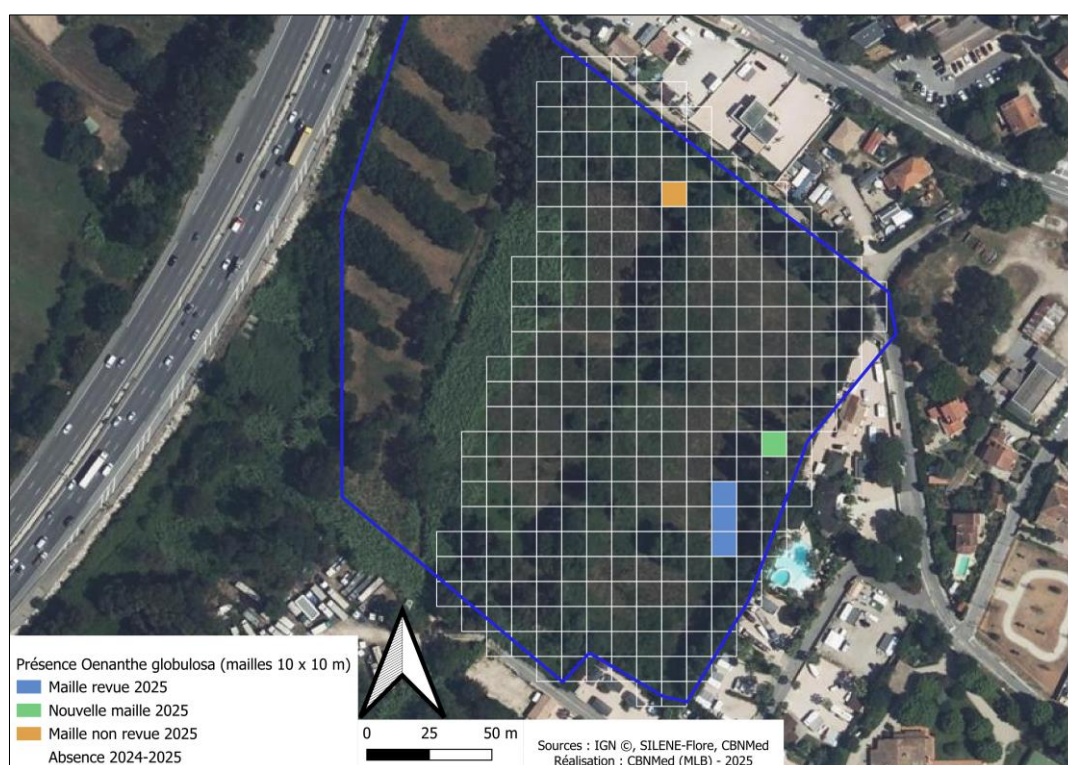 Présence Oenanthe globulosa (mailles 10 x 10 m)
Maille revue 2025
Nouvelle maille 2025
Maille non revue 2025
Absence 2024-2025
0 25 50 m
Sources : IGN ©, SILENE-Flore, CBNMed
Réalisation : CBNMed (MLB) - 2025